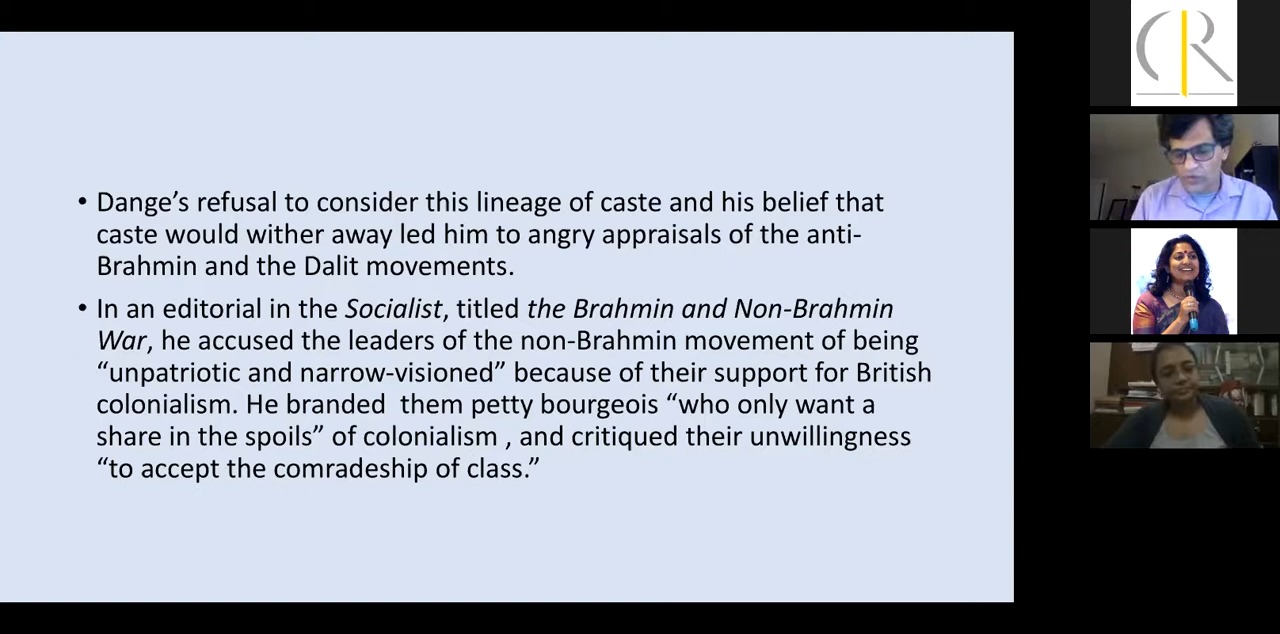 • Dange’s refusal to consider this lineage of caste and his belief that
caste would wither away led him to angry appraisals of the anti-
Brahmin and the Dalit movements.
• In an editorial in the Socialist, titled the Brahmin and Non-Brahmin
War, he accused the leaders of the non-Brahmin movement of being
“unpatriotic and narrow-visioned” because of their support for British
colonialism. He branded  them petty bourgeois “who only want a
share in the spoils” of colonialism , and critiqued their unwillingness
“to accept the comradeship of class.”
CR